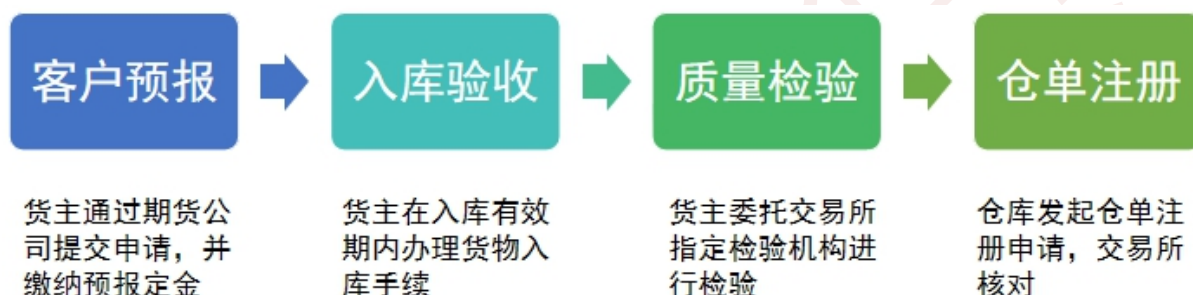 客户预报
入库验收
质量检验
仓单注册
货主通过期货公
司提交申请，并
缴纳预报定金
货主在入库有效
期内办理货物入
库手续
货主委托交易所
指定检验机构进
行检验
仓库发起仓单注
册申请，交易所
核对